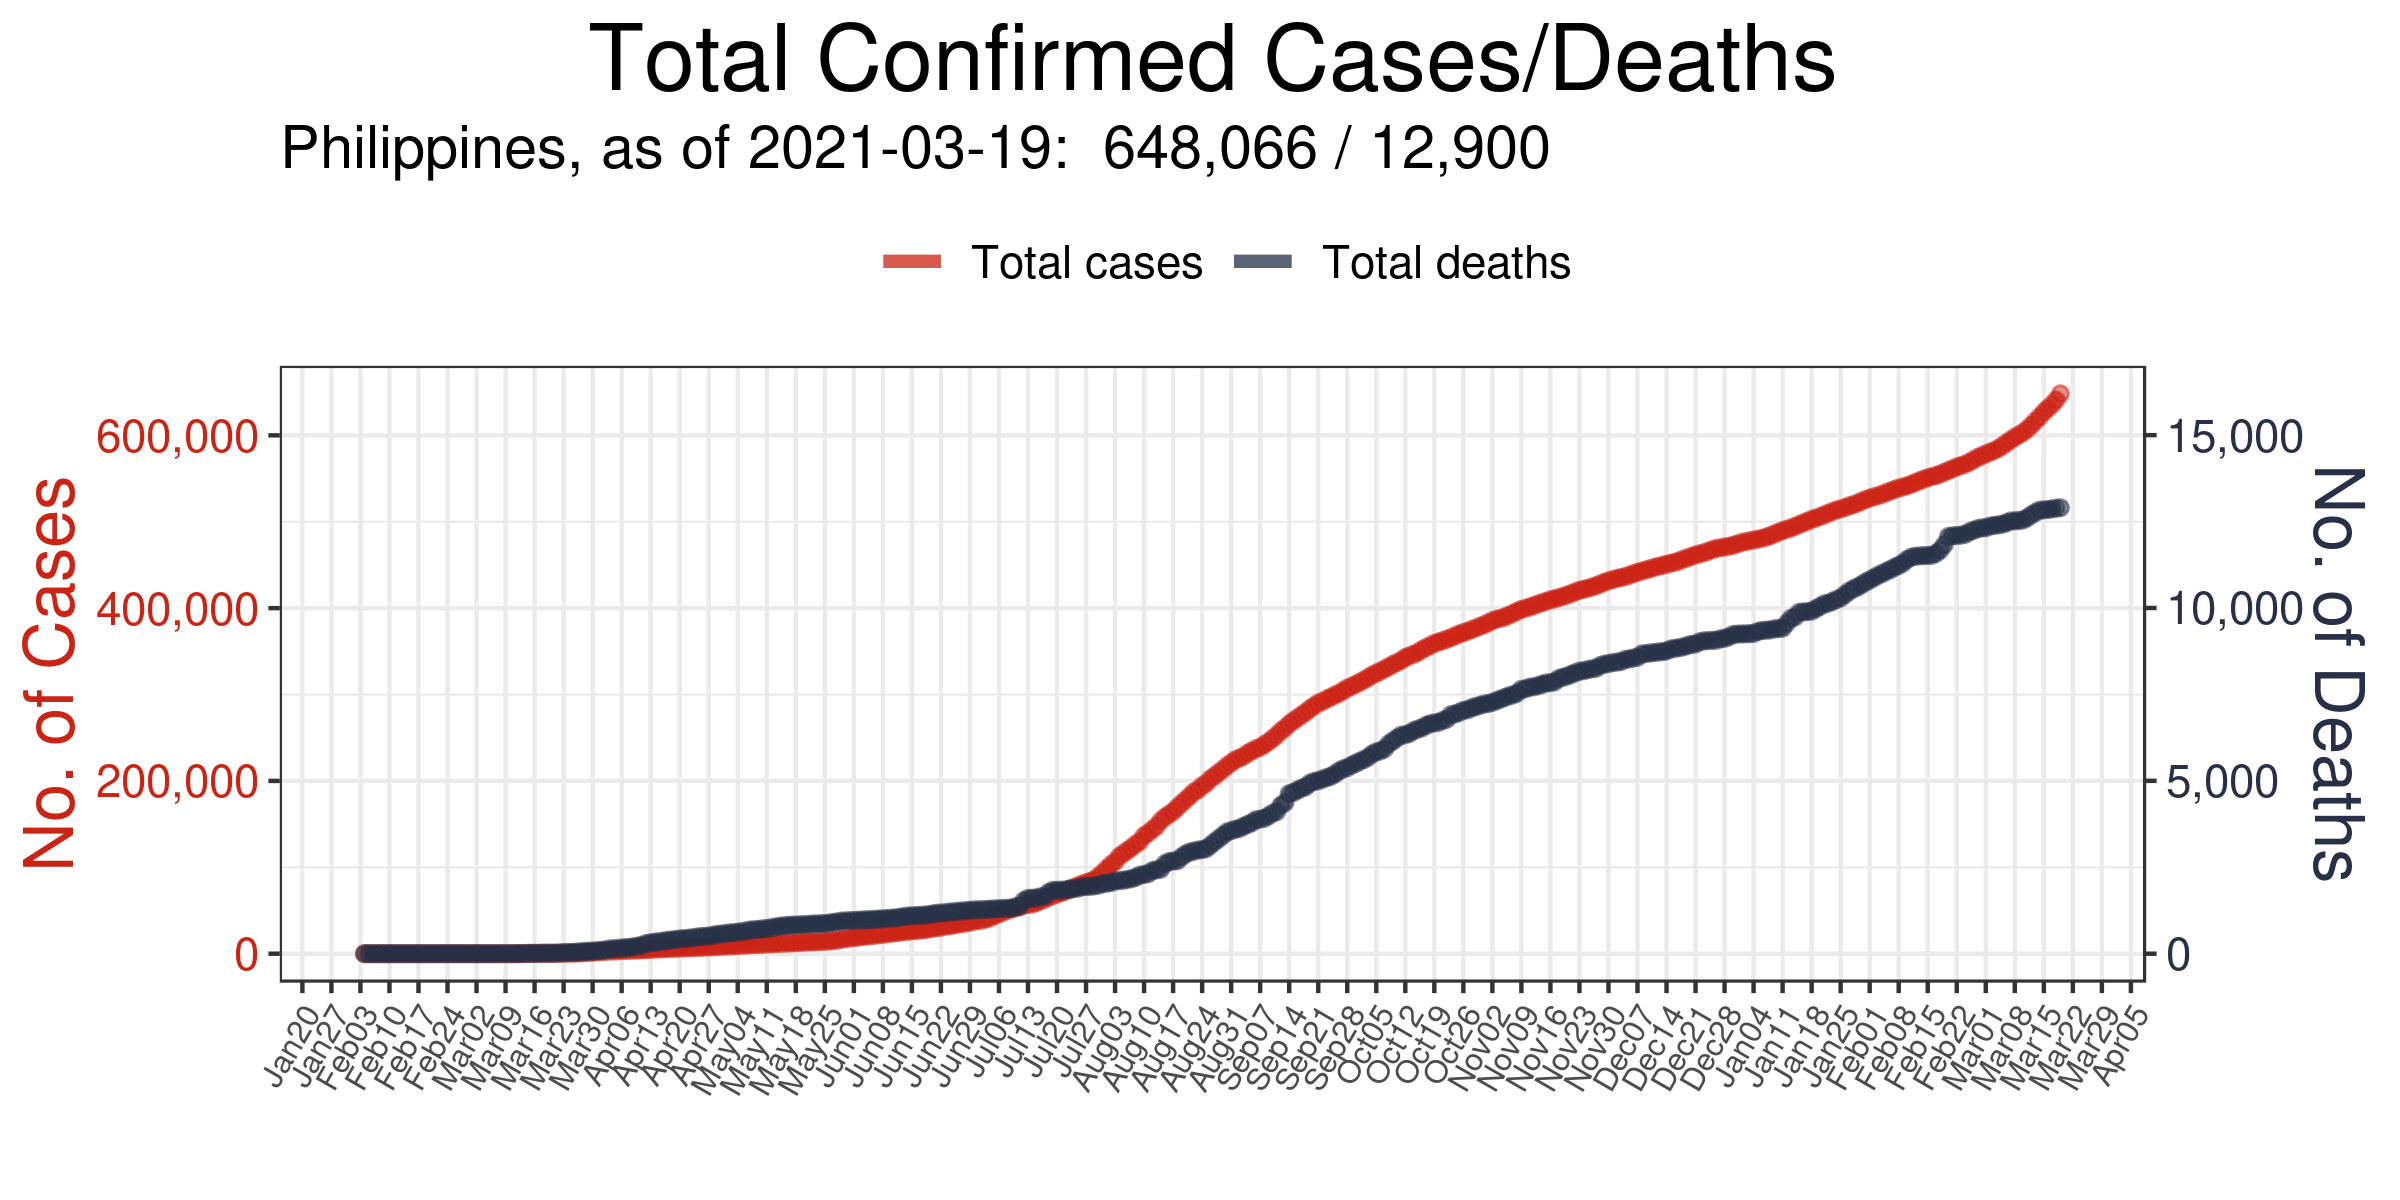 Total Confirmed Cases/Deaths
Philippines, as of 2021-03-19:  648,066 / 12,900
Total cases
Total deaths
No. of Cases
600,000
400,000
200,000
0
15,000
10,000
5,000
0
No. of Deaths
Jan20
Jan27
Feb03
Feb10
Feb17
Feb24
Mar02
Mar09
Mar16
Mar23
Mar30
Apr06
Apr13
Apr20
Apr27
May04
May11
May18
May25
Jun01
Jun08
Jun15
Jun22
Jun29
Jul06
Jul13
Jul20
Jul27
Aug03
Aug10
Aug17
Aug24
Aug31
Sep07
Sep14
Sep21
Sep28
Oct05
Oct12
Oct19
Oct26
Nov02
Nov09
Nov16
Nov23
Nov30
Dec07
Dec14
Dec21
Dec28
Jan04
Jan11
Jan18
Jan25
Feb01
Feb08
Feb15
Feb22
Mar01
Mar08
Mar15
Mar22
Mar29
Apr05